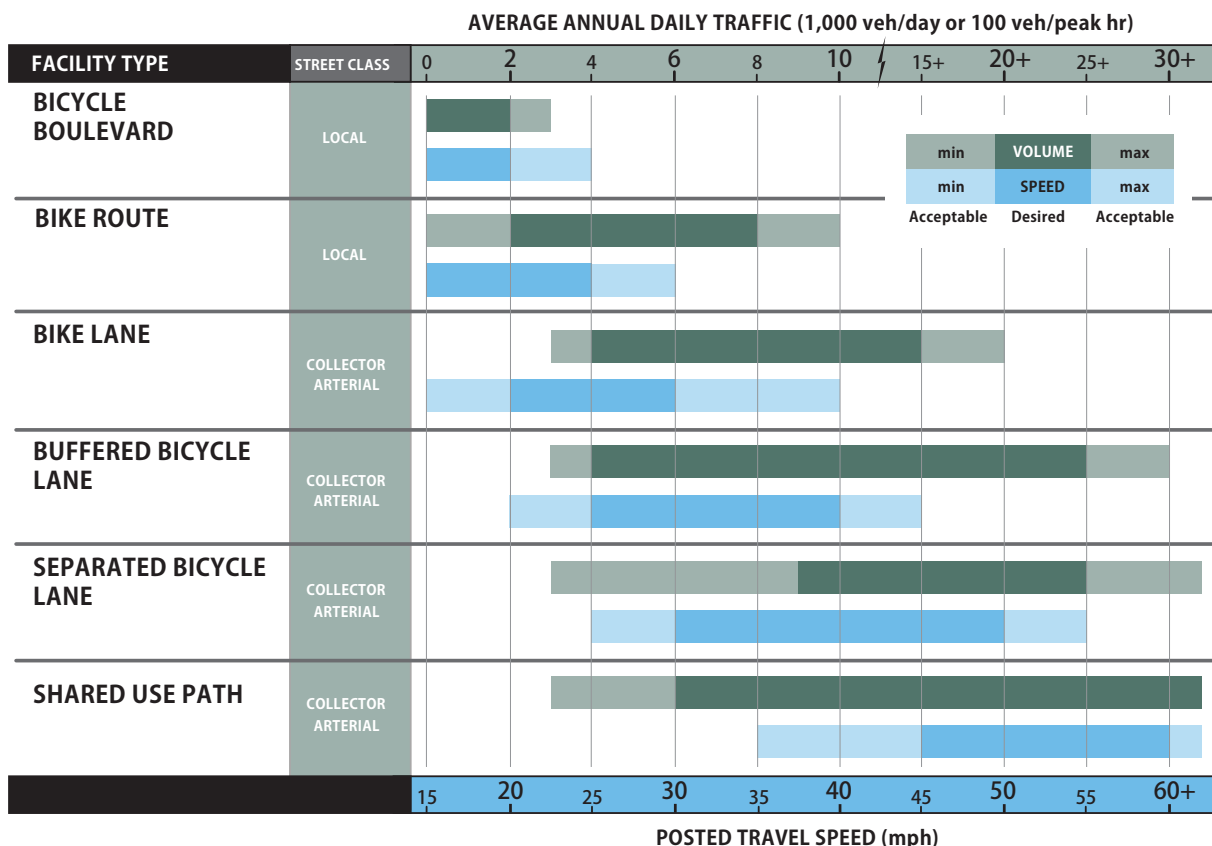 AVERAGE ANNUAL DAILY TRAFFIC (1,000 veh/day or 100 veh/peak hr)
FACILITY TYPE STREET CLASS 0 2 4 6 8 10 15+ 20+ 25+ 30+
BICYCLE
BOULEVARD
LOCAL
min VOLUME max
min SPEED max
Acceptable Desired Acceptable
BIKE ROUTE
LOCAL
BIKE LANE
COLLECTOR
ARTERIAL
BUFFERED BICYCLE
LANE
COLLECTOR
ARTERIAL
SEPARATED BICYCLE
LANE
COLLECTOR
ARTERIAL
SHARED USE PATH
COLLECTOR
ARTERIAL
15 20 25 30 35 40 45 50 55 60+
POSTED TRAVEL SPEED (mph)